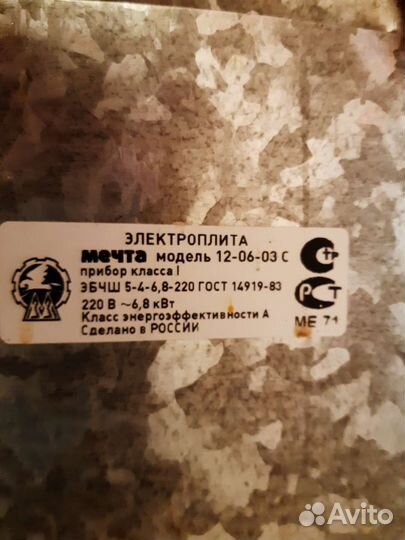 ЭЛЕКТРОПЛИТА
мечта модель 12-06-03 С
прибор класса I
ЭБЧШ 5-4-6,8-220 ГОСТ 14919-83
220 В ~6,8 кВт
Класс энергоэффективности А
Сделано в РОССИИ
РСТ
МЕ 71
Avito